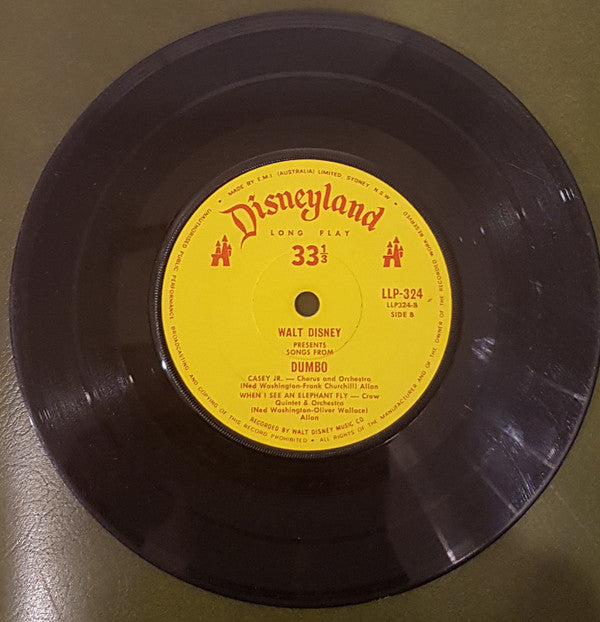 MADE BY E.M.I. (AUSTRALIA) LIMITED, SYDNEY, N.S.W.
Disneyland
LONG PLAY
33 1/3
LLP-324
LLP324-B
SIDE B
WALT DISNEY
PRESENTS
SONGS FROM
DUMBO
CASEY JR. — Chorus and Orchestra
(Ned Washington-Frank Churchill) Allan
WHEN I SEE AN ELEPHANT FLY — Crow
Quintet & Orchestra
(Ned Washington-Oliver Wallace)
Allan
RECORDED BY WALT DISNEY MUSIC CO.
UNAUTHORISED PUBLIC PERFORMANCE, BROADCASTING AND COPYING OF THIS RECORD PROHIBITED • ALL RIGHTS OF THE MANUFACTURER AND OF THE OWNER OF THE RECORDED WORK RESERVED